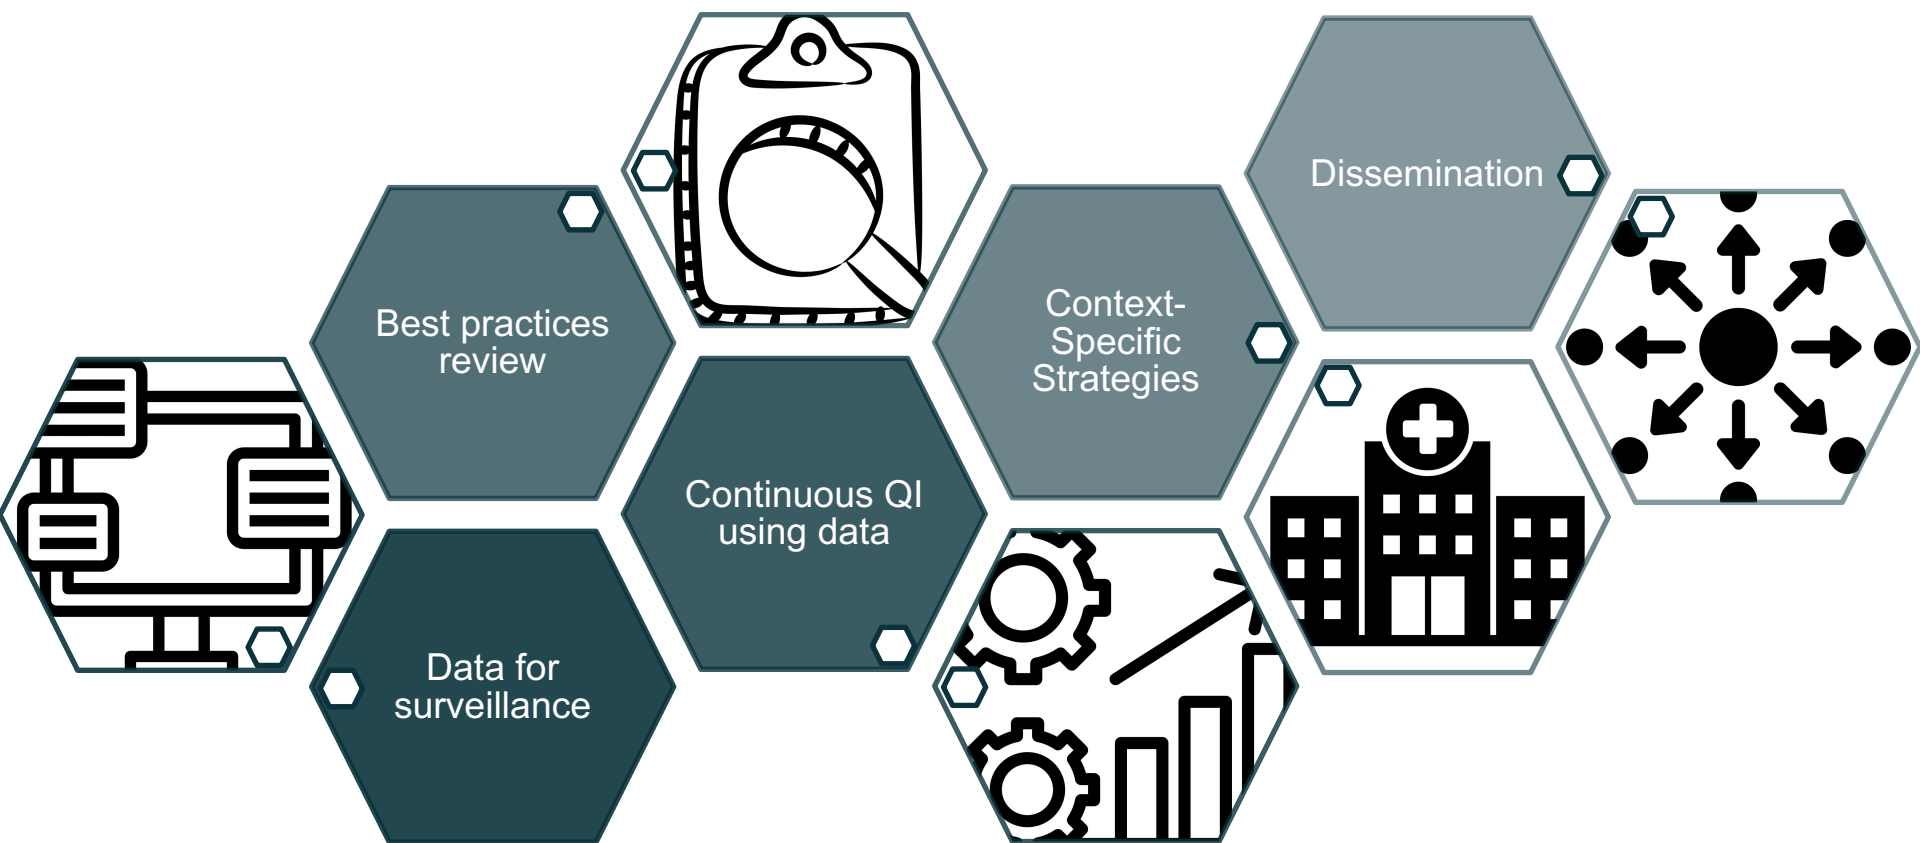 Best practices
review
Data for
surveillance
Continuous QI
using data
Context-
Specific
Strategies
Dissemination